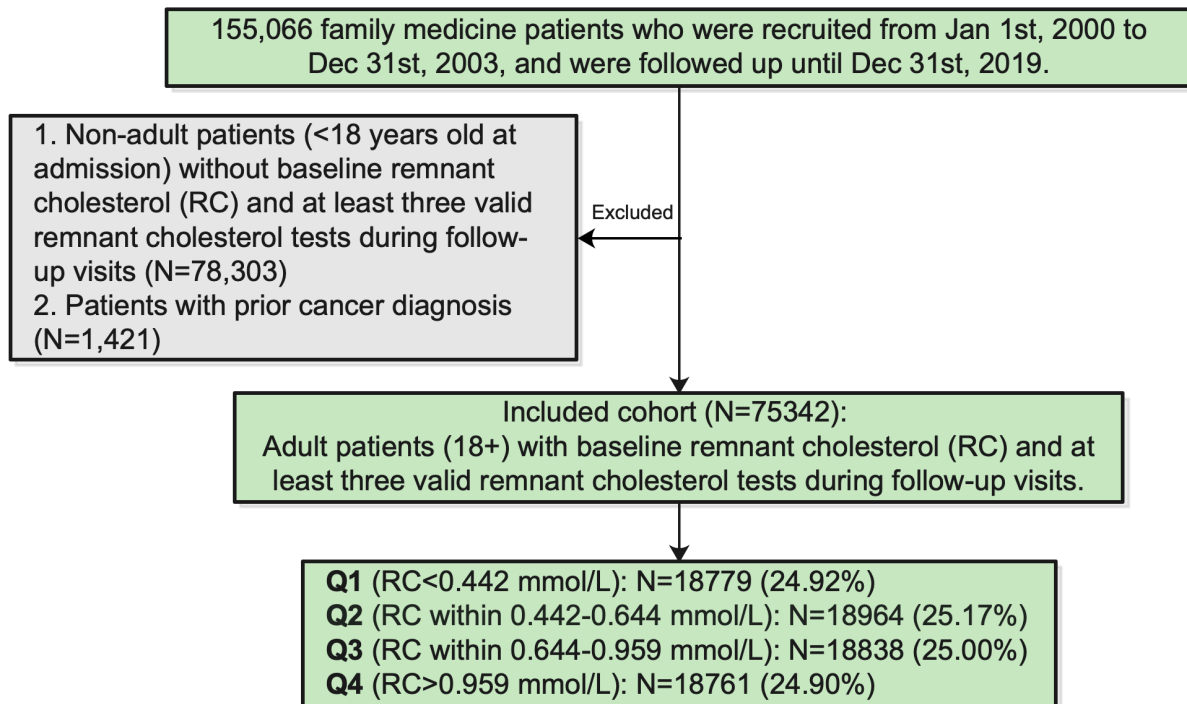 155,066 family medicine patients who were recruited from Jan 1st, 2000 to
Dec 31st, 2003, and were followed up until Dec 31st, 2019.
1. Non-adult patients (<18 years old at
admission) without baseline remnant
cholesterol (RC) and at least three valid
remnant cholesterol tests during follow-
up visits (N=78,303)
2. Patients with prior cancer diagnosis
(N=1,421)
Excluded
Included cohort (N=75342):
Adult patients (18+) with baseline remnant cholesterol (RC) and at
least three valid remnant cholesterol tests during follow-up visits.
Q1 (RC<0.442 mmol/L): N=18779 (24.92%)
Q2 (RC within 0.442-0.644 mmol/L): N=18964 (25.17%)
Q3 (RC within 0.644-0.959 mmol/L): N=18838 (25.00%)
Q4 (RC>0.959 mmol/L): N=18761 (24.90%)